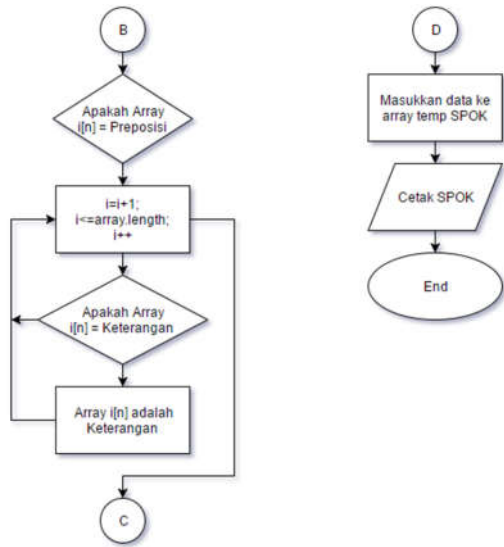 B
Apakah Array
i[n] = Preposisi
i=i+1;
i<=array.length;
i++
Apakah Array
i[n] = Keterangan
Array i[n] adalah
Keterangan
C
D
Masukkan data ke
array temp SPOK
Cetak SPOK
End